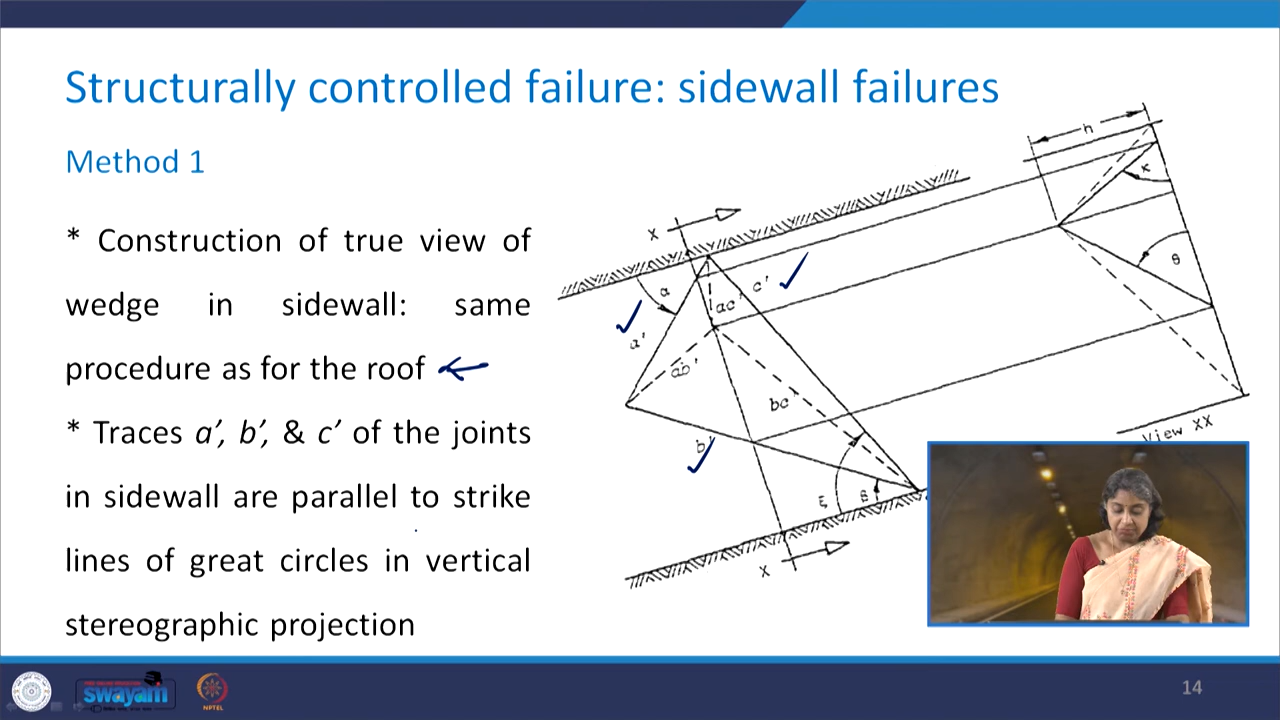 Structurally controlled failure: sidewall failures
Method 1
* Construction of true view of
wedge in sidewall: same
procedure as for the roof
* Traces a’, b’, & c’ of the joints
in sidewall are parallel to strike
lines of great circles in vertical
stereographic projection
h
x
α
a'
ac'
c'
ab'
bc'
b'
ξ
β
x
θ
View XX
swayam
NPTEL
14